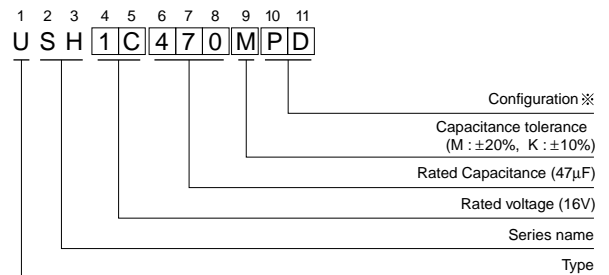 1 2 3 4 5 6 7 8 9 10 11
U S H 1 C 4 7 0 M P D
Configuration ※
Capacitance tolerance
(M : ±20%, K : ±10%)
Rated Capacitance (47μF)
Rated voltage (16V)
Series name
Type